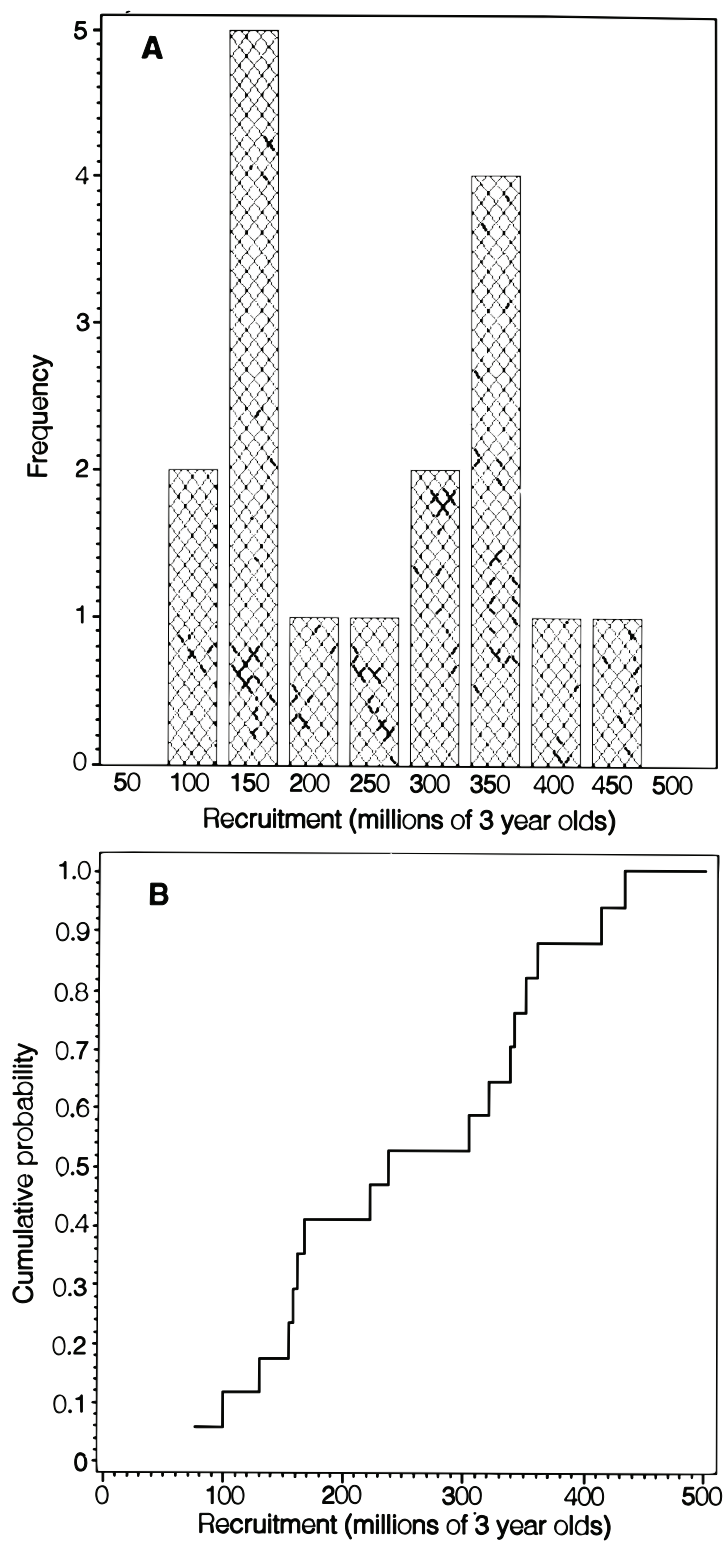 A
5
4
3
2
1
0
Frequency
50 100 150 200 250 300 350 400 450 500
Recruitment (millions of 3 year olds)
B
1.0
0.9
0.8
0.7
0.6
0.5
0.4
0.3
0.2
0.1
0
Cumulative probability
0 100 200 300 400 500
Recruitment (millions of 3 year olds)